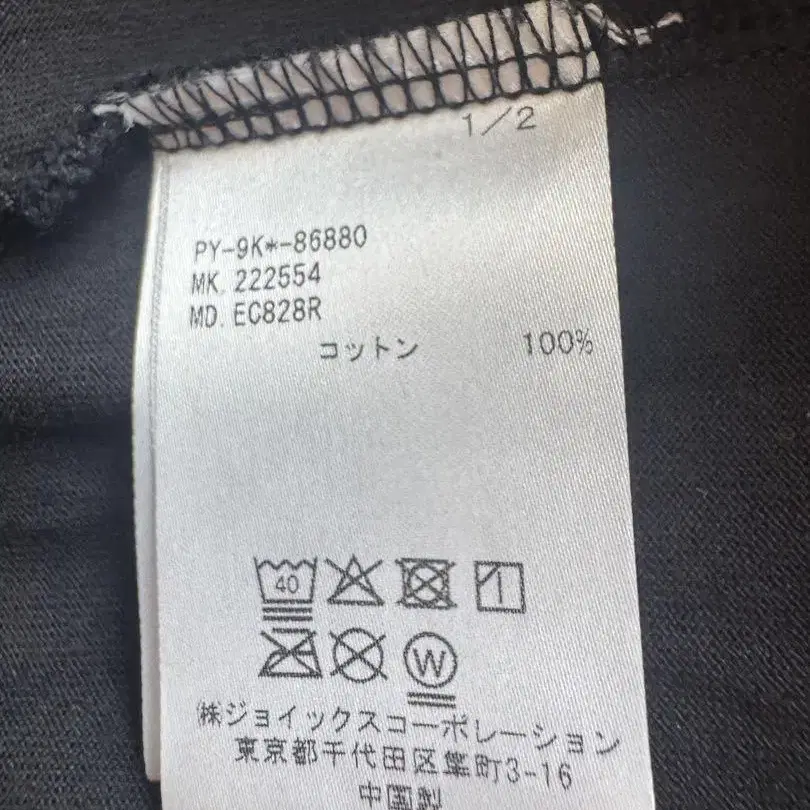 1/2
PY-9K*-86880
MK. 222554
MD. EC828R
コットン 100%
40
W
㈱ジョイックスコーポレーション
東京都千代田区隼町3-16
中国製